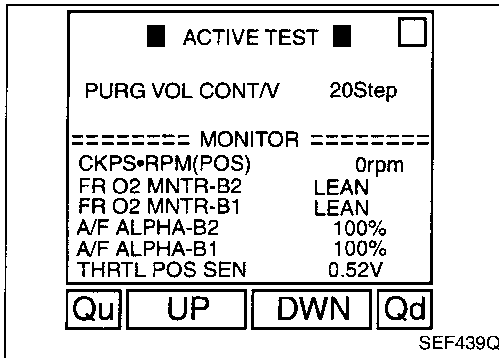 ■ ACTIVE TEST ■
PURG VOL CONT/V 20Step
======== MONITOR ========
CKPS•RPM(POS) 0rpm
FR O2 MNTR-B2 LEAN
FR O2 MNTR-B1 LEAN
A/F ALPHA-B2 100%
A/F ALPHA-B1 100%
THRTL POS SEN 0.52V
Qu UP DWN Qd
SEF439Q